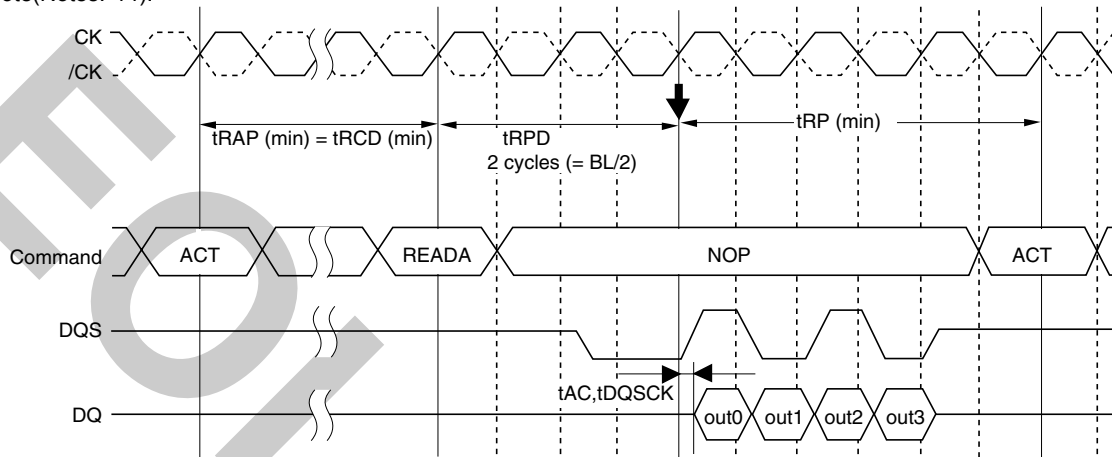 CK
/CK
tRAP (min) = tRCD (min)
tRPD
2 cycles (= BL/2)
tRP (min)
Command
ACT
READA
NOP
ACT
DQS
tAC,tDQSCK
DQ
out0
out1
out2
out3